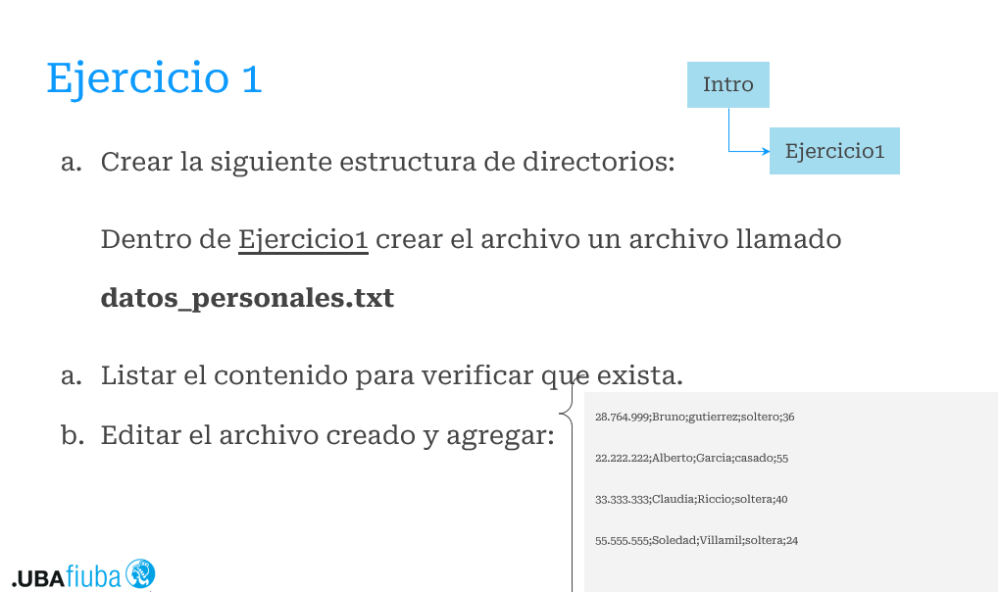 Ejercicio 1
Intro
Ejercicio1
a. Crear la siguiente estructura de directorios:
Dentro de Ejercicio1 crear el archivo un archivo llamado
datos_personales.txt
a. Listar el contenido para verificar que exista.
b. Editar el archivo creado y agregar:
28.764.999;Bruno;gutierrez;soltero;36
22.222.222;Alberto;Garcia;casado;55
33.333.333;Claudia;Riccio;soltera;40
55.555.555;Soledad;Villamil;soltera;24
.UBAfiuba